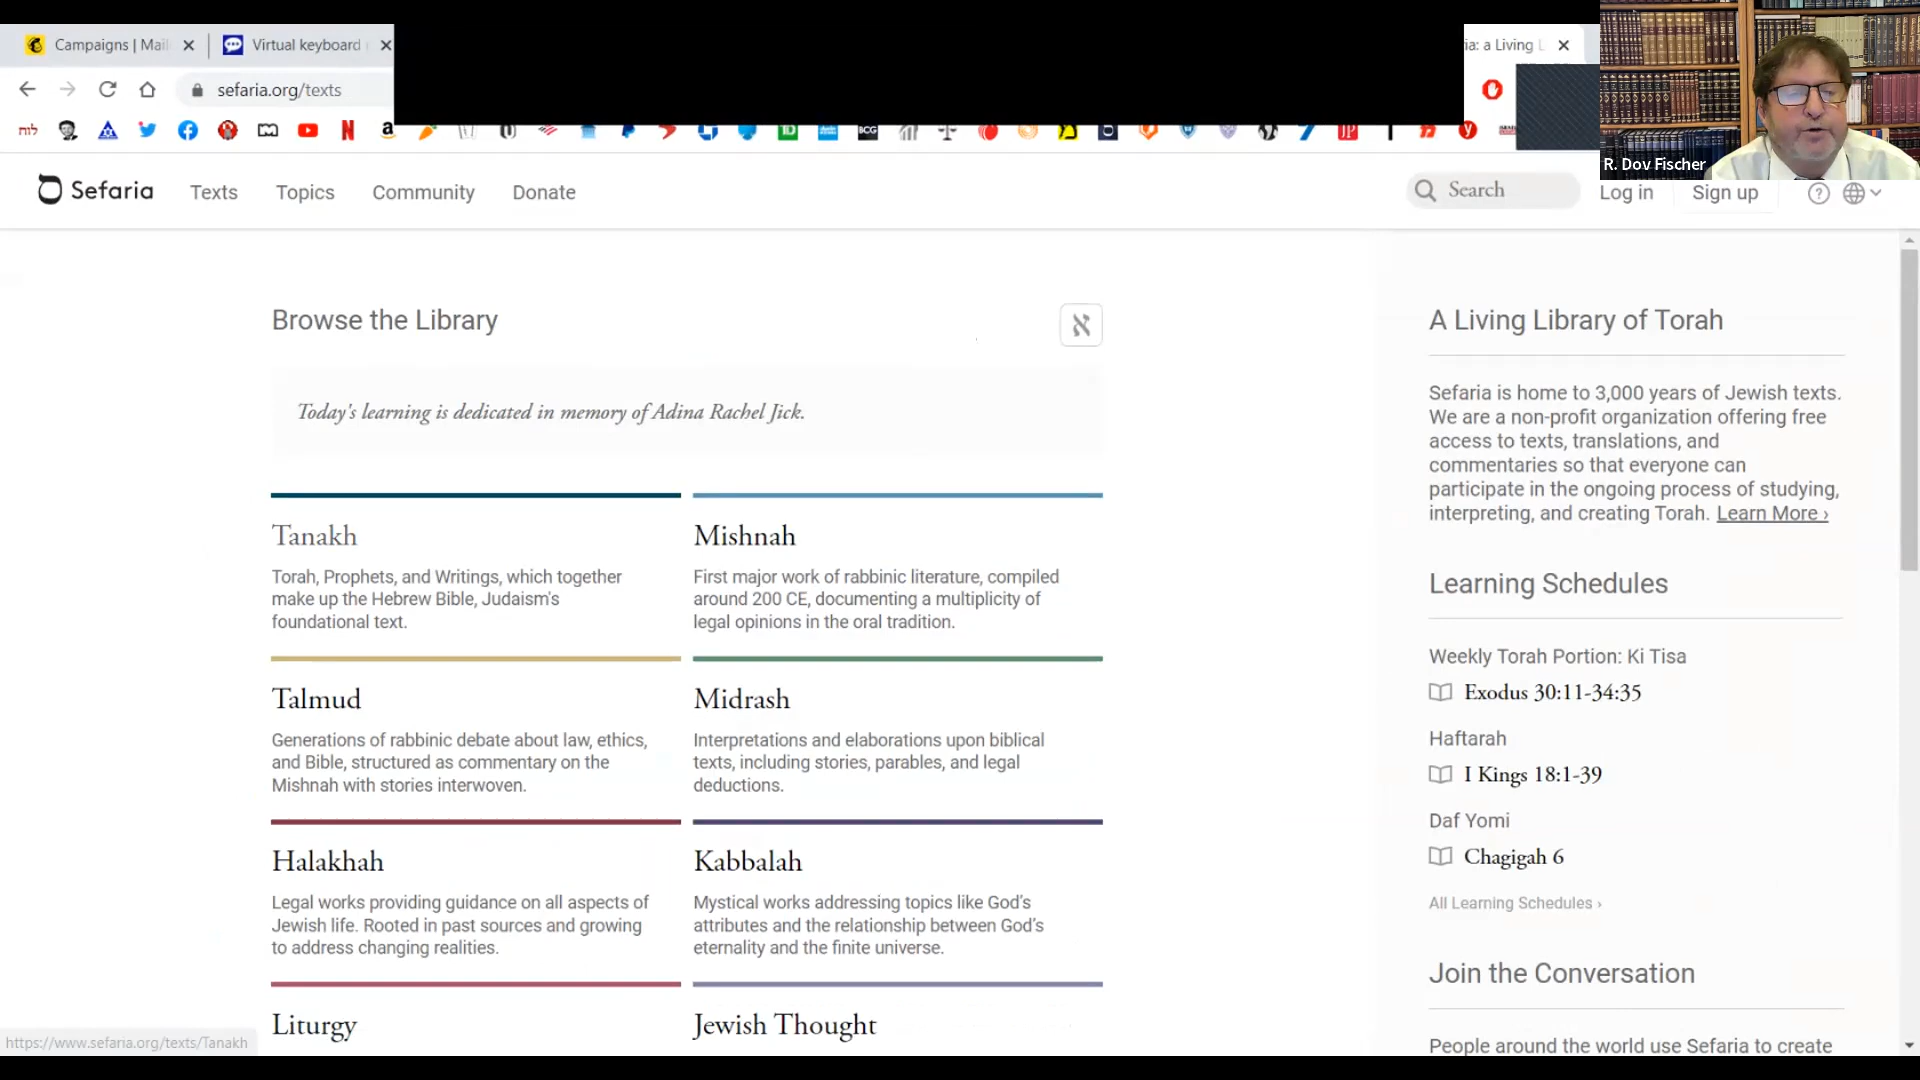 Campaigns | Mail
Virtual keyboard
ia: a Living L
sefaria.org/texts
לוח
R. Dov Fischer
Sefaria
Texts
Topics
Community
Donate
Search
Log in
Sign up
Browse the Library
Today's learning is dedicated in memory of Adina Rachel Jick.
Tanakh
Torah, Prophets, and Writings, which together
make up the Hebrew Bible, Judaism's
foundational text.
Mishnah
First major work of rabbinic literature, compiled
around 200 CE, documenting a multiplicity of
legal opinions in the oral tradition.
Talmud
Generations of rabbinic debate about law, ethics,
and Bible, structured as commentary on the
Mishnah with stories interwoven.
Midrash
Interpretations and elaborations upon biblical
texts, including stories, parables, and legal
deductions.
Halakhah
Legal works providing guidance on all aspects of
Jewish life. Rooted in past sources and growing
to address changing realities.
Kabbalah
Mystical works addressing topics like God's
attributes and the relationship between God's
eternality and the finite universe.
Liturgy
Jewish Thought
A Living Library of Torah
Sefaria is home to 3,000 years of Jewish texts.
We are a non-profit organization offering free
access to texts, translations, and
commentaries so that everyone can
participate in the ongoing process of studying,
interpreting, and creating Torah. Learn More ›
Learning Schedules
Weekly Torah Portion: Ki Tisa
Exodus 30:11-34:35
Haftarah
I Kings 18:1-39
Daf Yomi
Chagigah 6
All Learning Schedules ›
Join the Conversation
People around the world use Sefaria to create
https://www.sefaria.org/texts/Tanakh